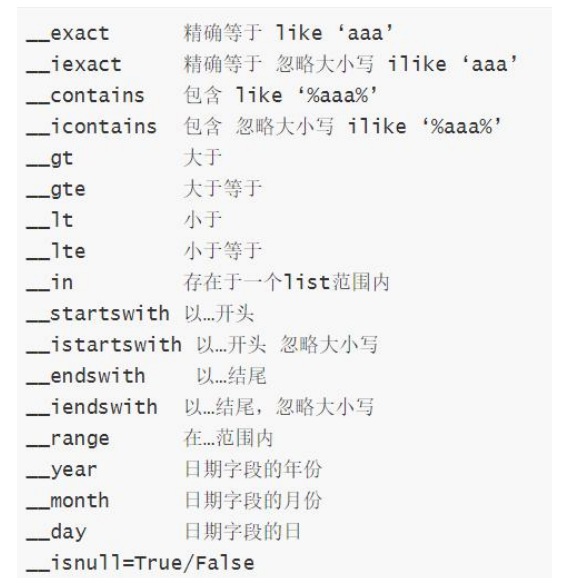 __exact 精确等于 like ‘aaa’
__iexact 精确等于 忽略大小写 ilike ‘aaa’
__contains 包含 like ‘%aaa%’
__icontains 包含 忽略大小写 ilike ‘%aaa%’
__gt 大于
__gte 大于等于
__lt 小于
__lte 小于等于
__in 存在于一个list范围内
__startswith 以…开头
__istartswith 以…开头 忽略大小写
__endswith 以…结尾
__iendswith 以…结尾，忽略大小写
__range 在…范围内
__year 日期字段的年份
__month 日期字段的月份
__day 日期字段的日
__isnull=True/False